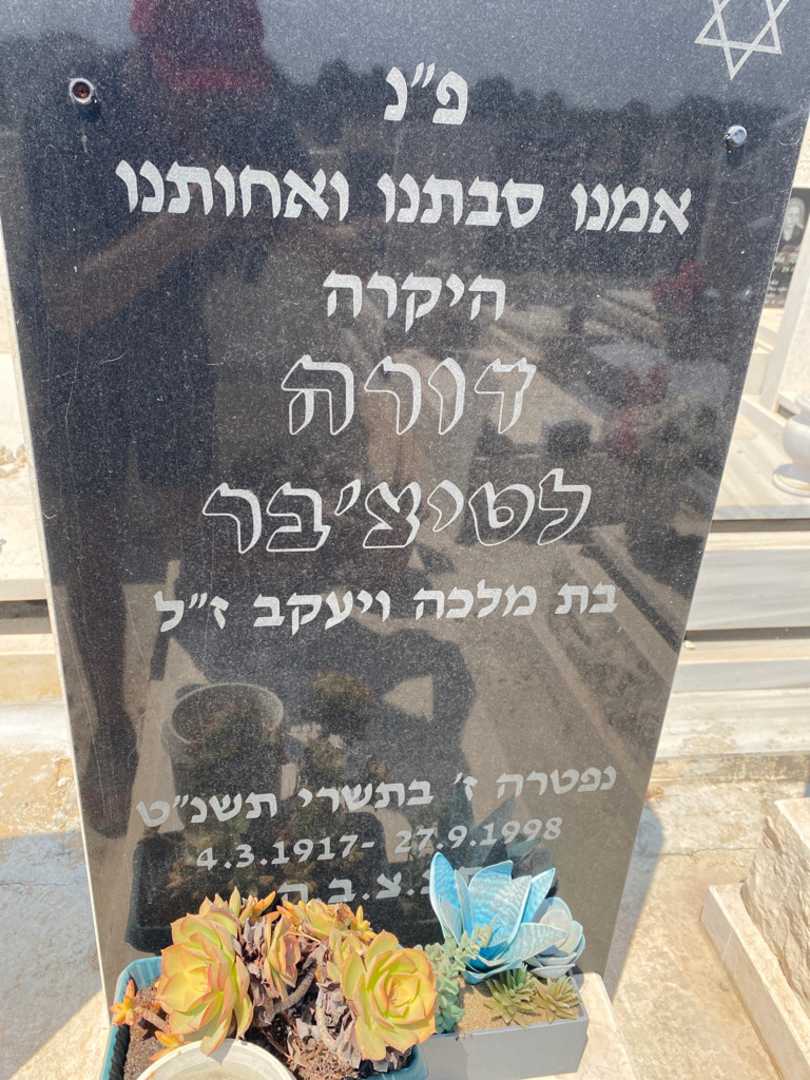 פ״נ
אמנו סבתנו ואחותנו
היקרה
דורה
לטיצ׳בר
בת מלכה ויעקב ז״ל
נפטרה ז׳ בתשרי תשנ״ט
4.3.1917- 27.9.1998
נ.צ.ב.ה